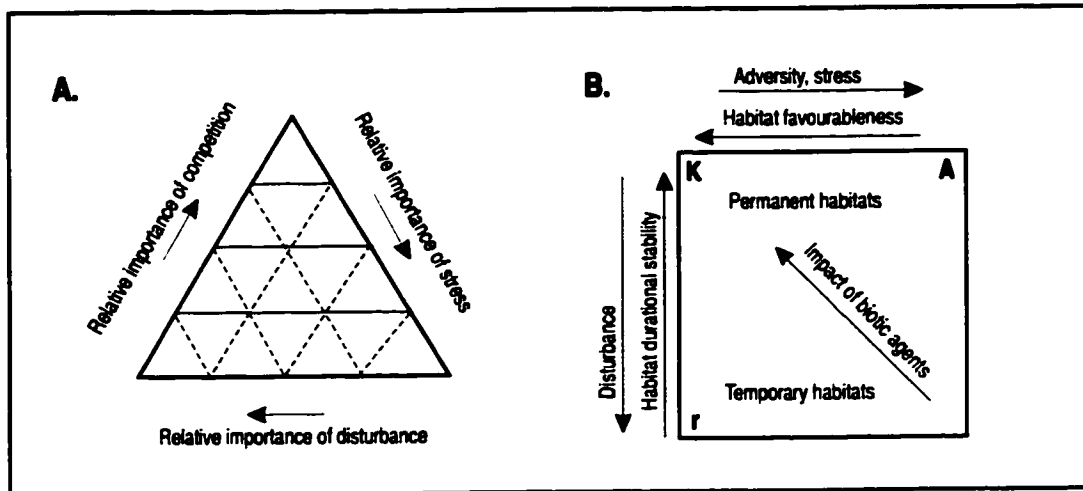 A.
Relative importance of competition
Relative importance of stress
Relative importance of disturbance
B.
Adversity, stress
Habitat favourableness
Disturbance
Habitat durational stability
K
A
Permanent habitats
Impact of biotic agents
Temporary habitats
r